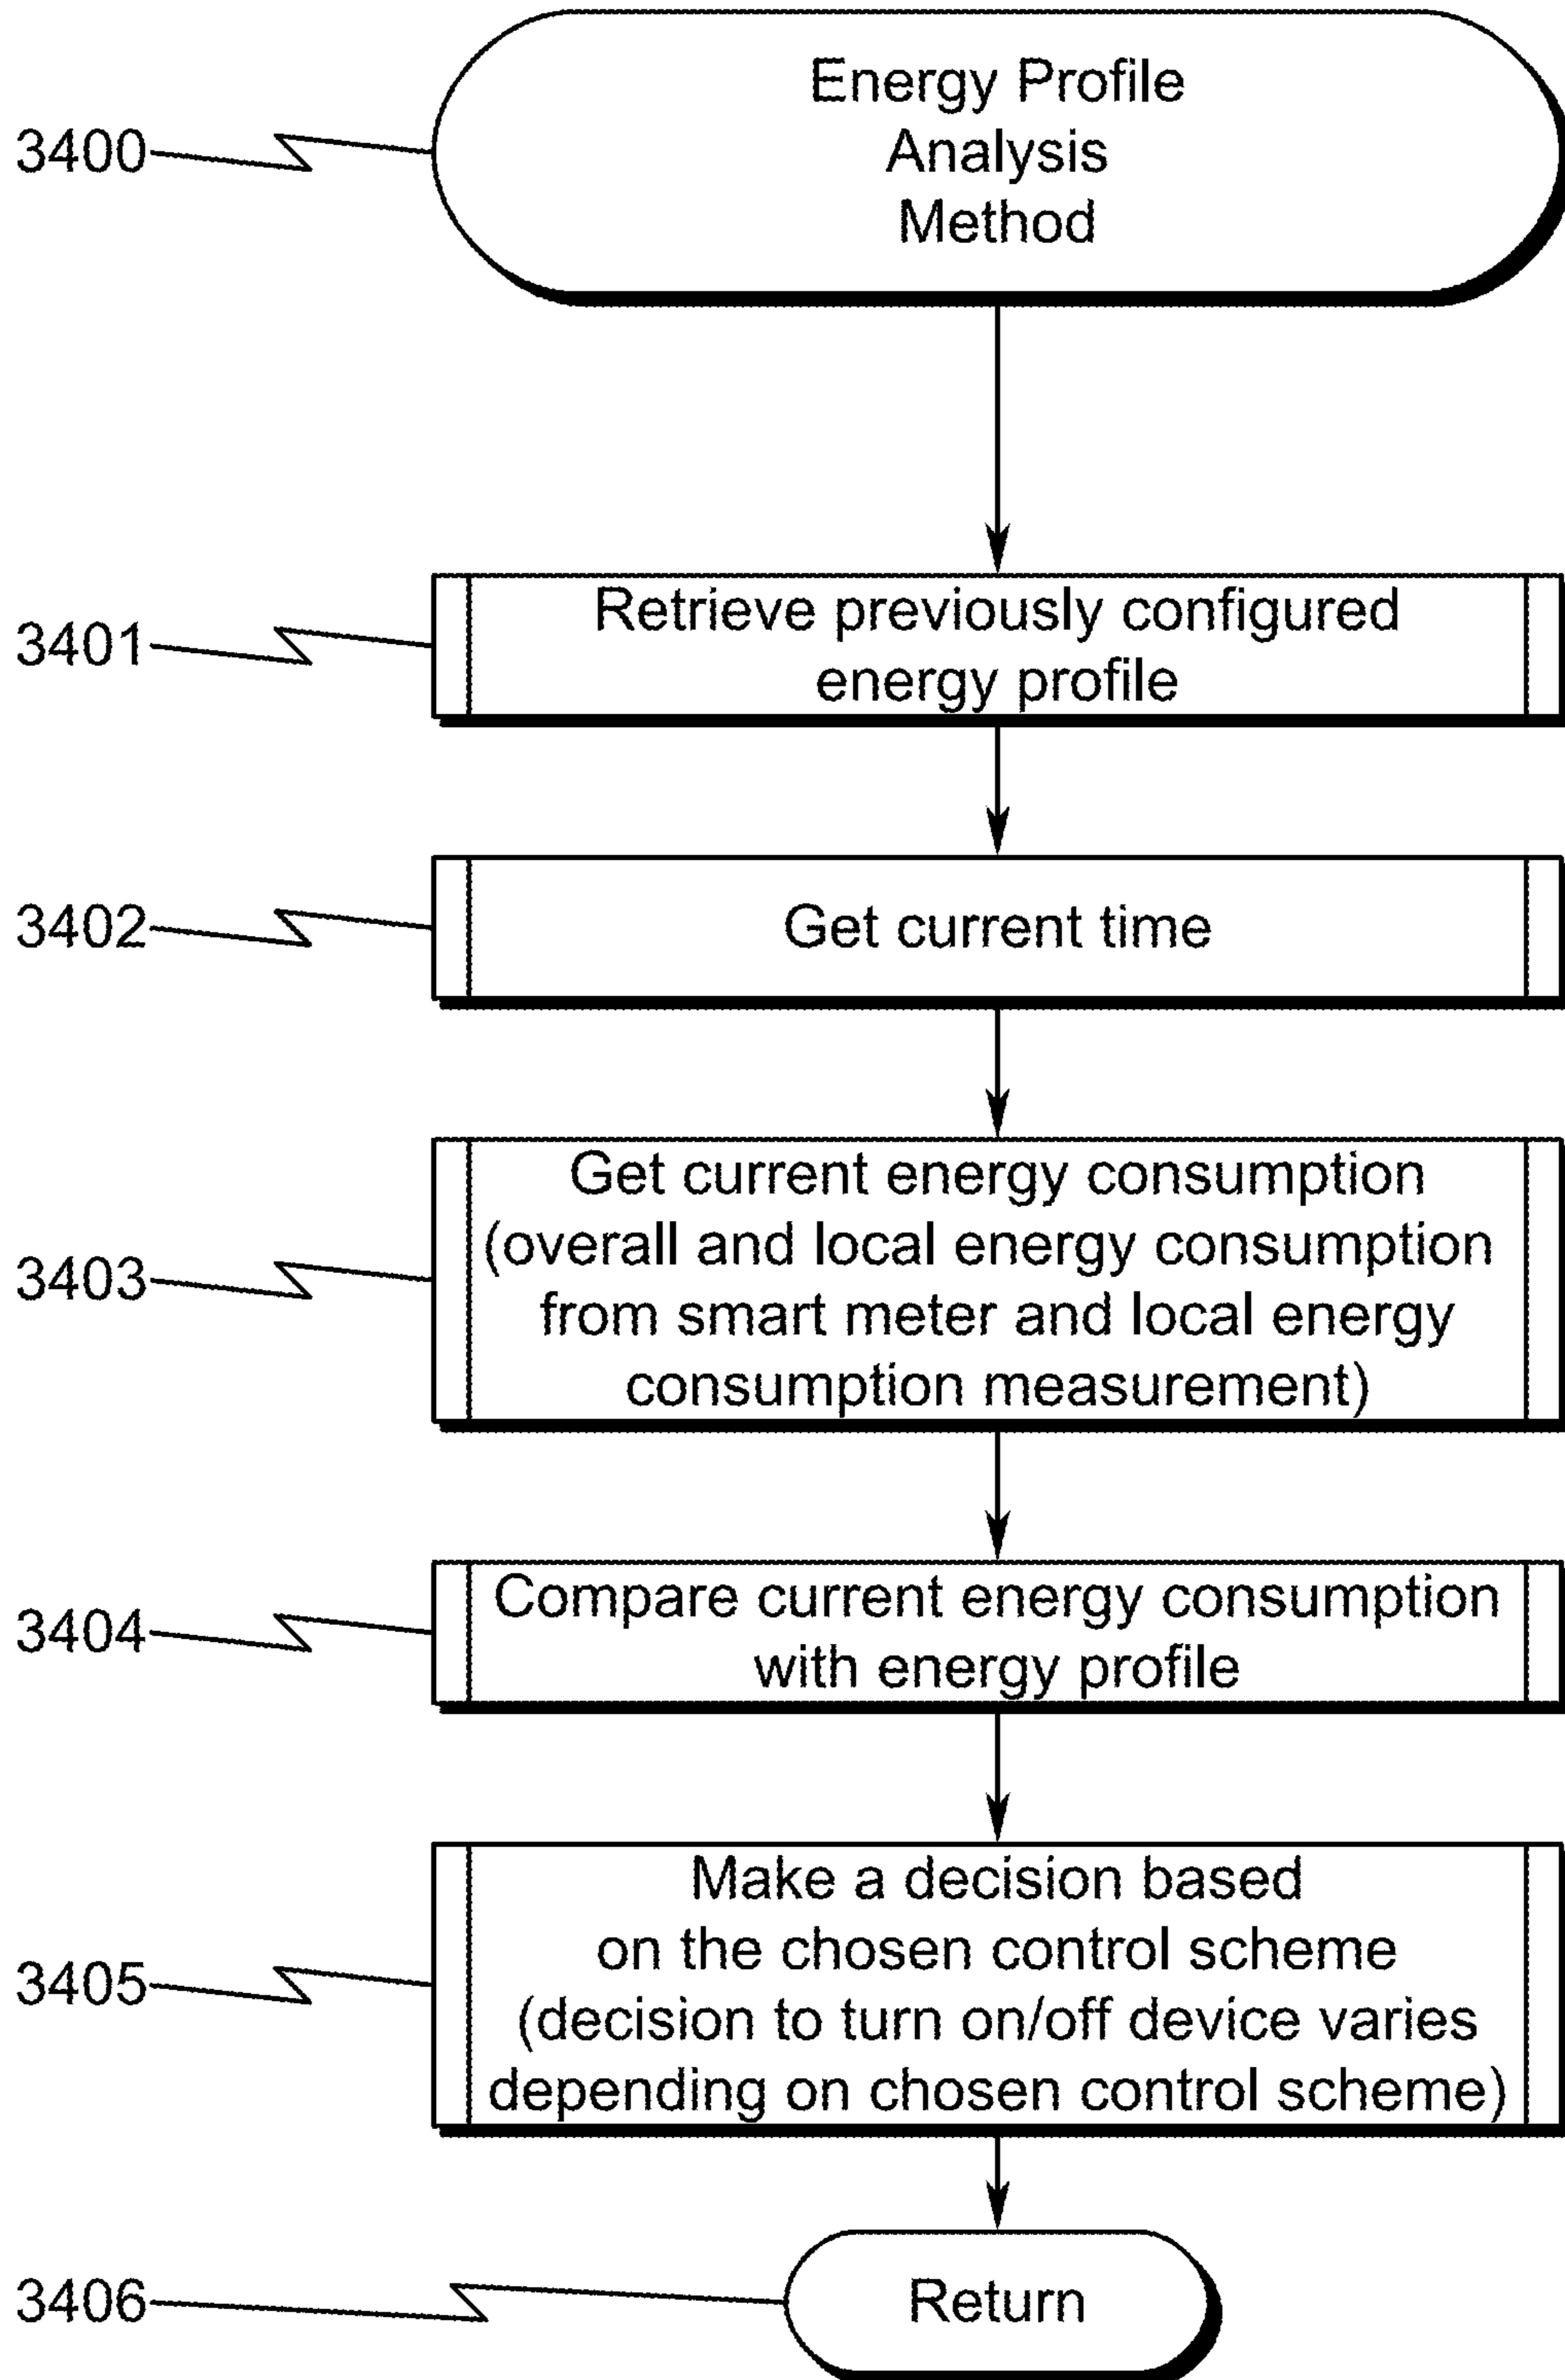 3400
Energy Profile
Analysis
Method
3401
Retrieve previously configured
energy profile
3402
Get current time
3403
Get current energy consumption
(overall and local energy consumption
from smart meter and local energy
consumption measurement)
3404
Compare current energy consumption
with energy profile
3405
Make a decision based
on the chosen control scheme
(decision to turn on/off device varies
depending on chosen control scheme)
3406
Return